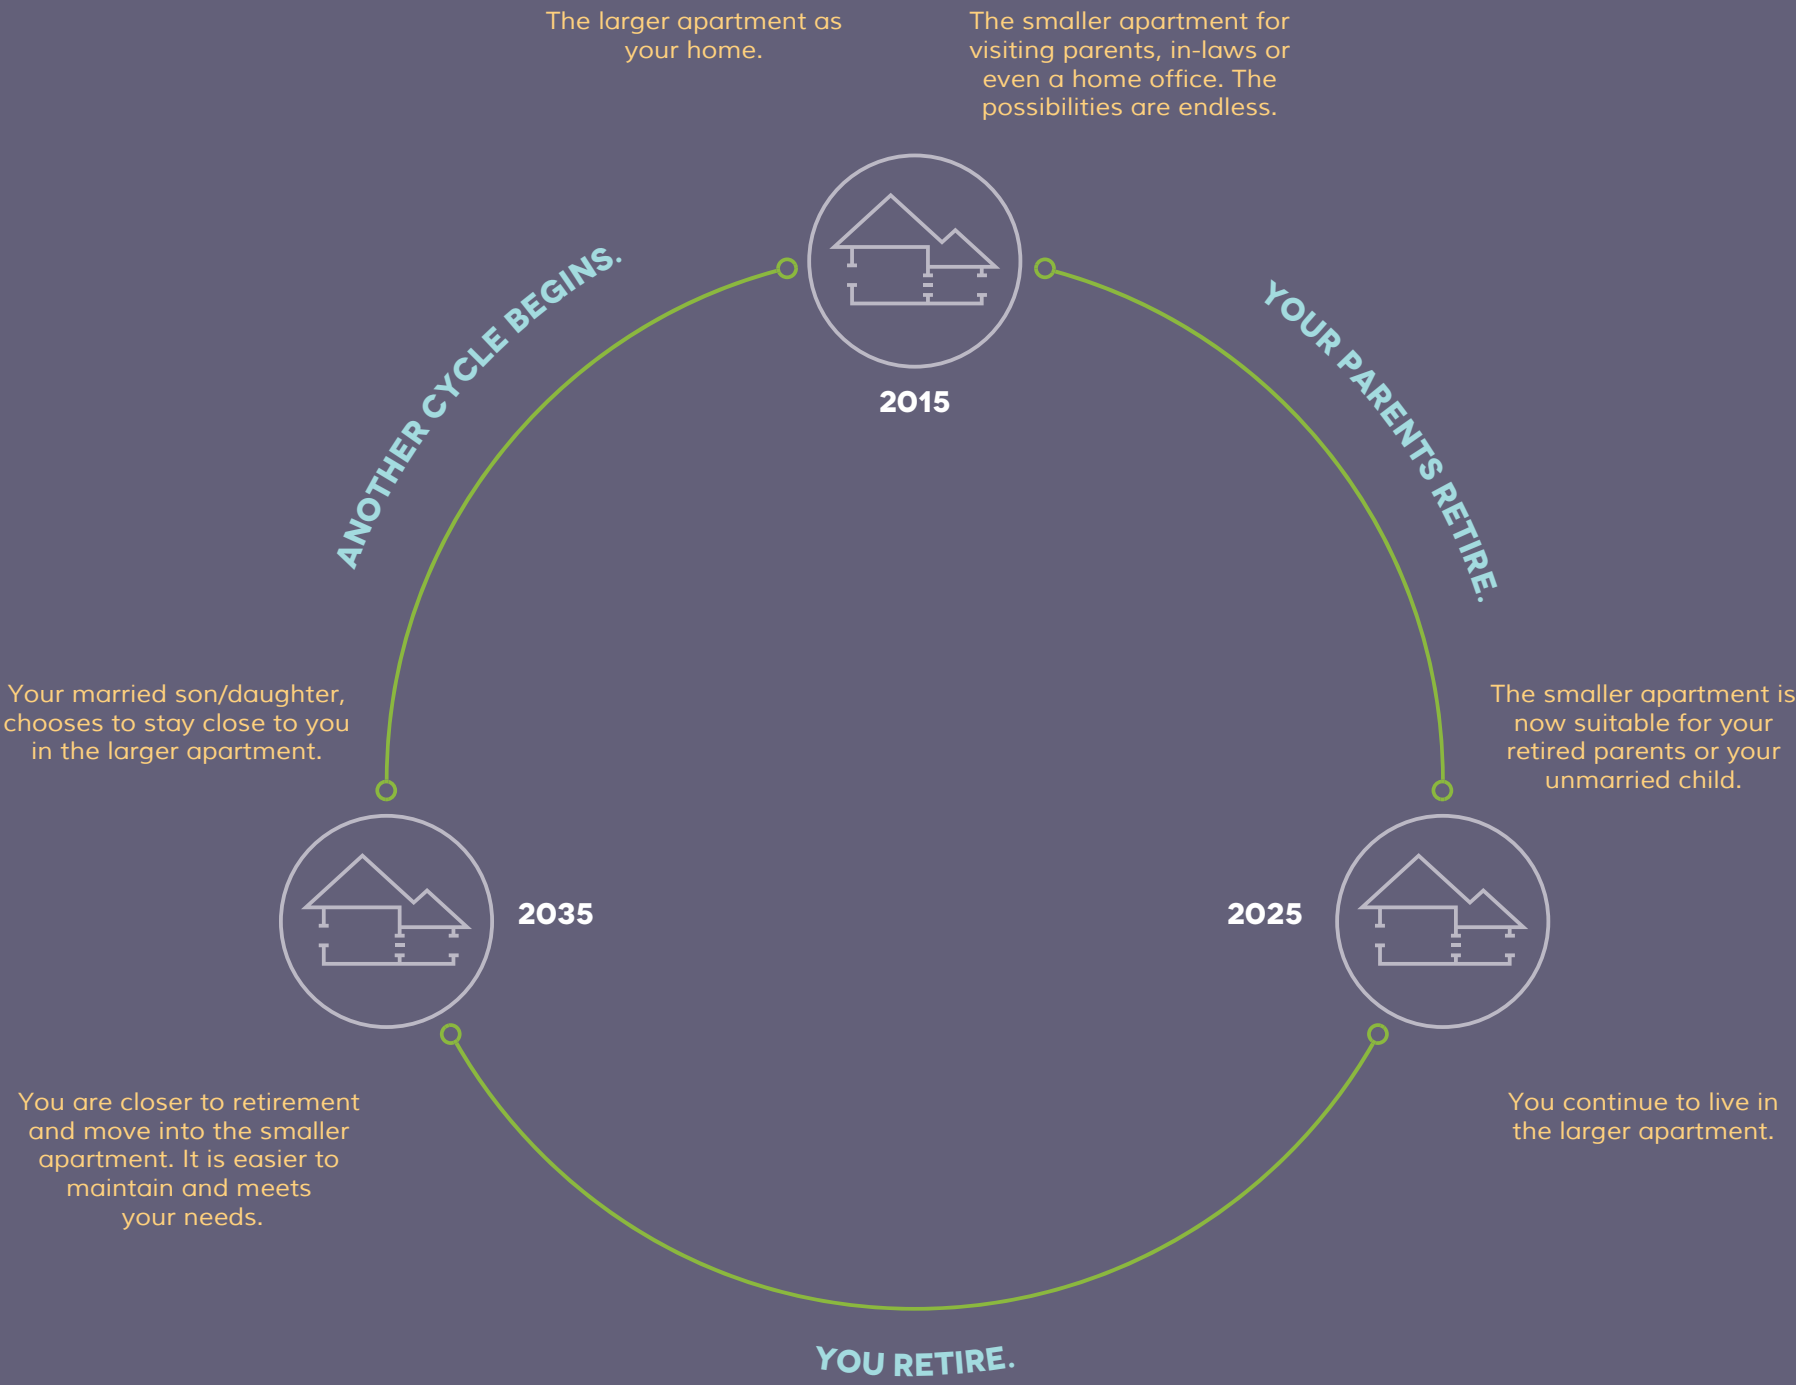 The larger apartment as
your home.
The smaller apartment for
visiting parents, in-laws or
even a home office. The
possibilities are endless.
2015
YOUR PARENTS RETIRE.
The smaller apartment is
now suitable for your
retired parents or your
unmarried child.
2025
You continue to live in
the larger apartment.
YOU RETIRE.
Your married son/daughter,
chooses to stay close to you
in the larger apartment.
2035
You are closer to retirement
and move into the smaller
apartment. It is easier to
maintain and meets
your needs.
ANOTHER CYCLE BEGINS.